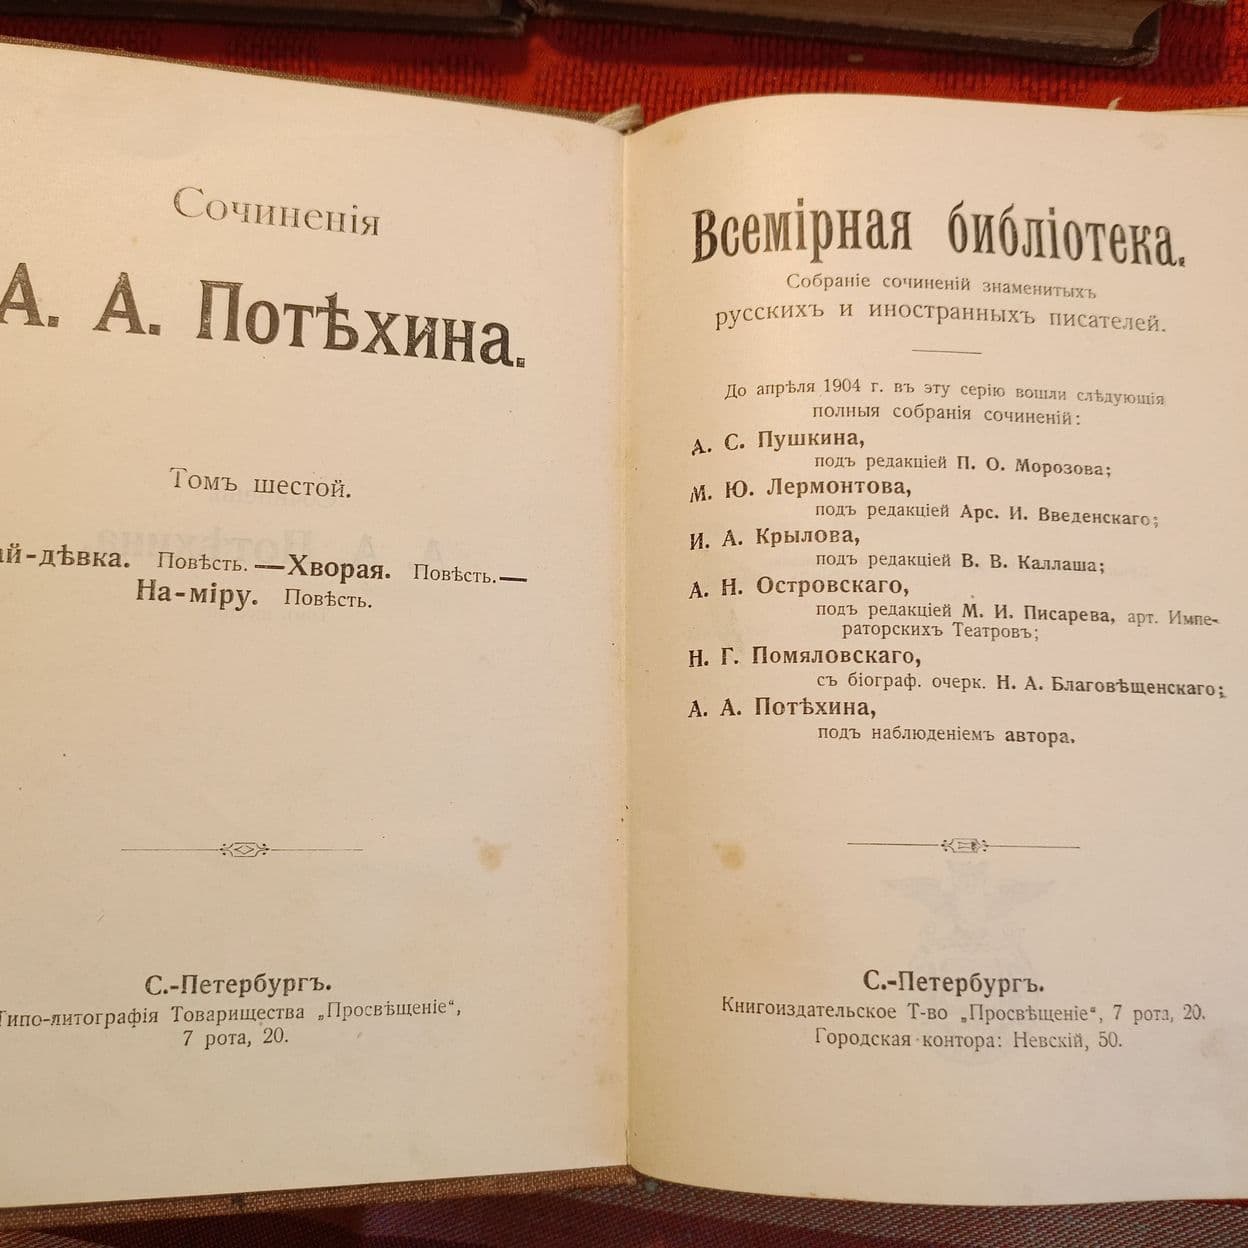 Сочиненія
А. А. Потѣхина.
Томъ шестой.
ай-дѣвка. Повѣсть.—Хворая. Повѣсть.—
На-міру. Повѣсть.
С.-Петербургъ.
Типо-литографія Товарищества „Просвѣщеніе“,
7 рота, 20.
Всемірная библіотека.
Собраніе сочиненій знаменитыхъ
русскихъ и иностранныхъ писателей.
До апрѣля 1904 г. въ эту серію вошли слѣдующія
полныя собранія сочиненій:
А. С. Пушкина,
подъ редакціей П. О. Морозова;
М. Ю. Лермонтова,
подъ редакціей Арс. И. Введенскаго;
И. А. Крылова,
подъ редакціей В. В. Каллаша;
А. Н. Островскаго,
подъ редакціей М. И. Писарева, арт. Импе-
раторскихъ Театровъ;
Н. Г. Помяловскаго,
съ біограф. очерк. Н. А. Благовѣщенскаго;
А. А. Потѣхина,
подъ наблюденіемъ автора.
С.-Петербургъ.
Книгоиздательское Т-во „Просвѣщеніе“, 7 рота, 20.
Городская контора: Невскій, 50.